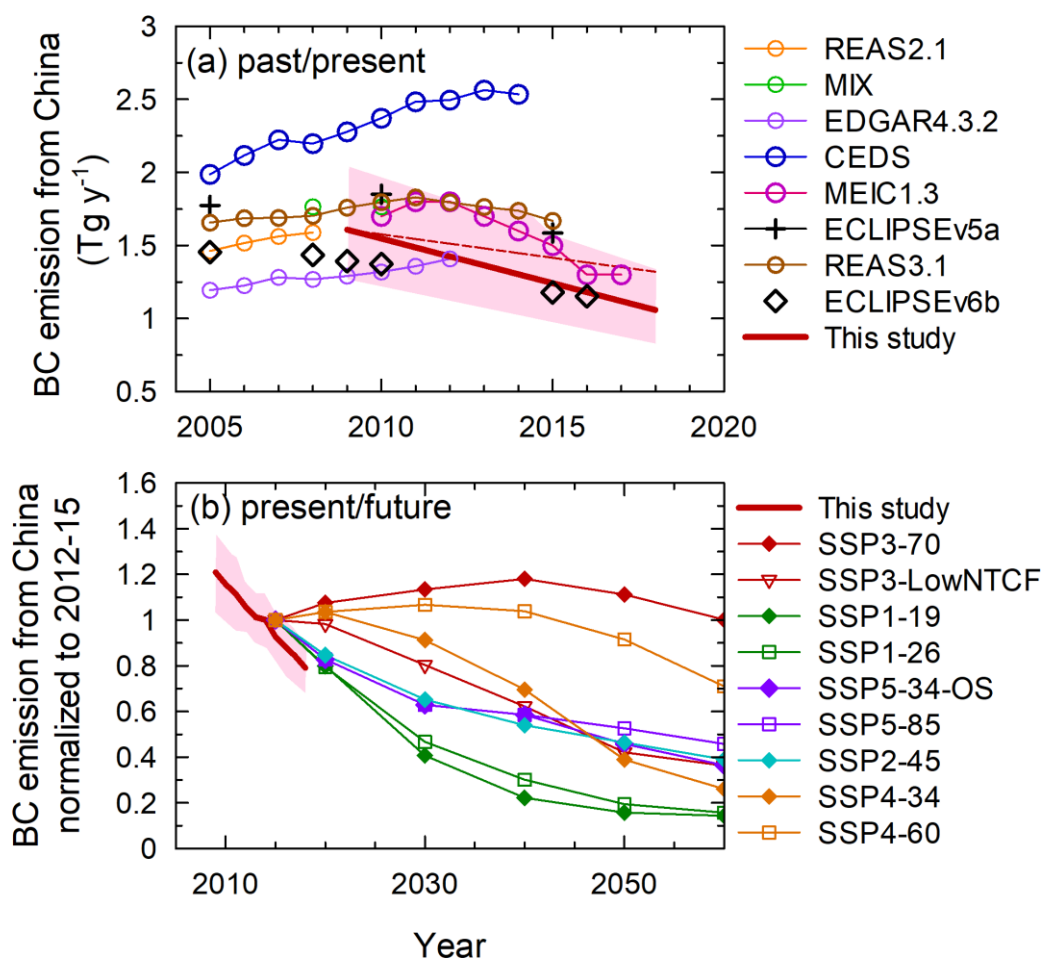 (a) past/present
BC emission from China
(Tg y⁻¹)
3
2.5
2
1.5
1
0.5
2005
2010
2015
2020
REAS2.1
MIX
EDGAR4.3.2
CEDS
MEIC1.3
ECLIPSEv5a
REAS3.1
ECLIPSEv6b
This study
(b) present/future
BC emission from China
normalized to 2012-15
1.6
1.4
1.2
1
0.8
0.6
0.4
0.2
0
2010
2030
2050
Year
This study
SSP3-70
SSP3-LowNTCF
SSP1-19
SSP1-26
SSP5-34-OS
SSP5-85
SSP2-45
SSP4-34
SSP4-60